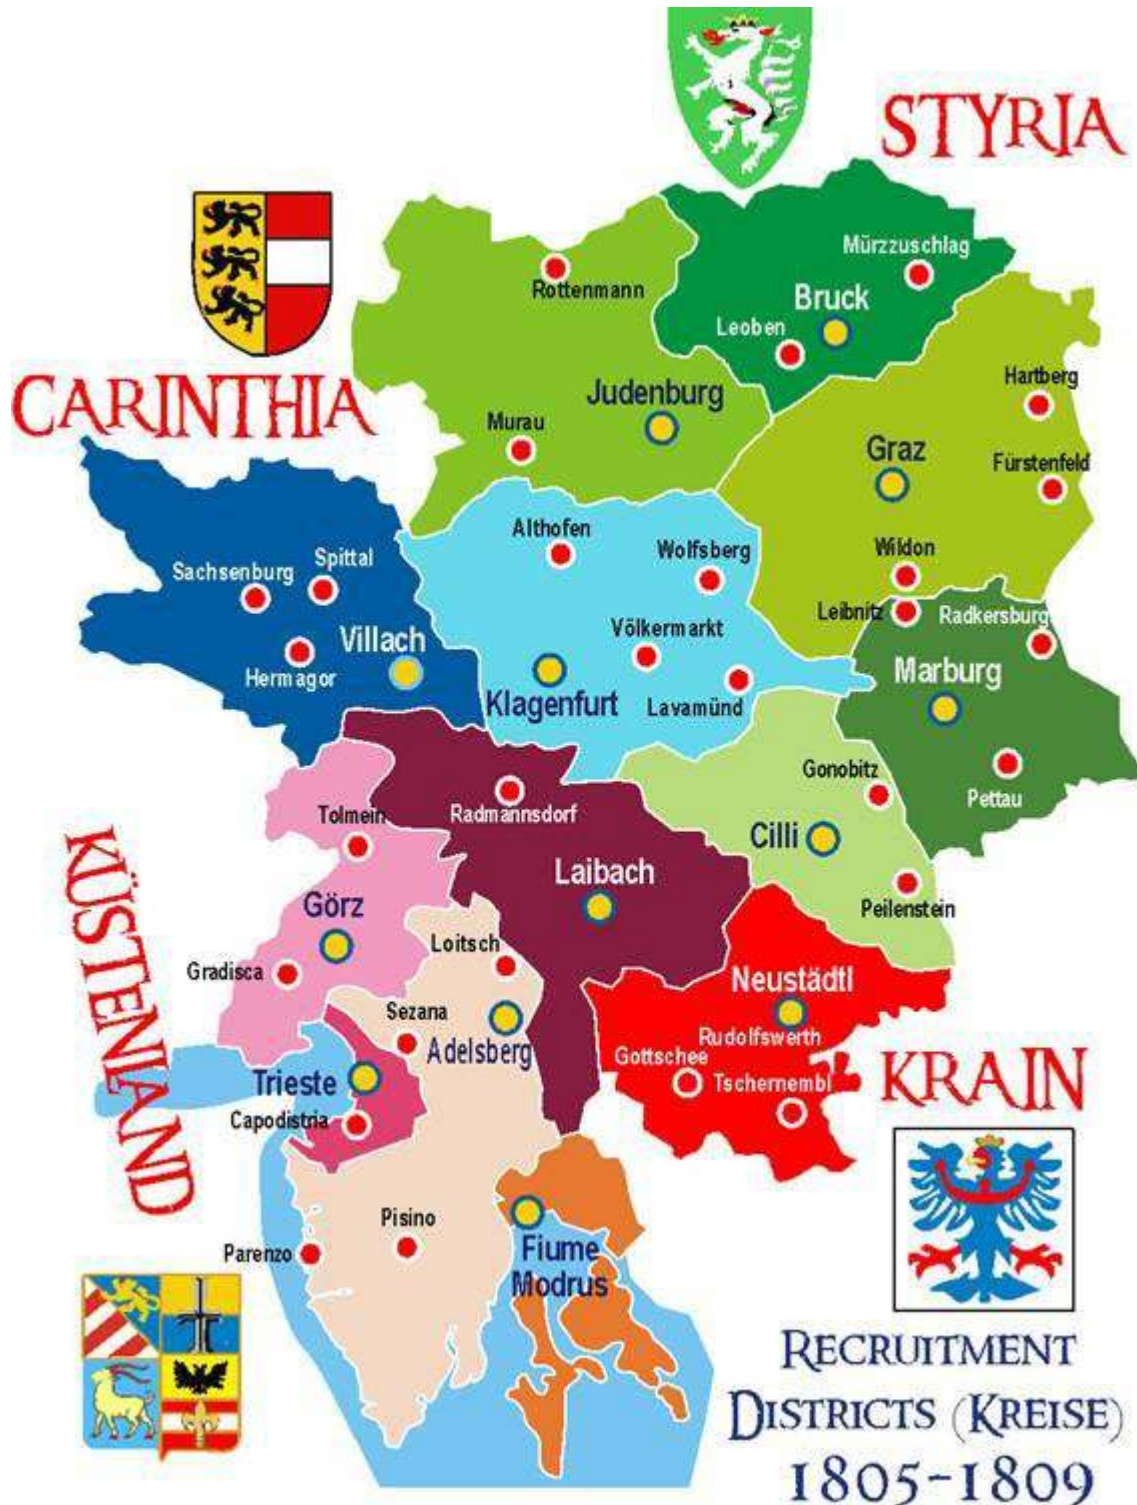 STYRIA
Mürzzuschlag
Bruck
Leoben
Rottenmann
CARINTHIA
Judenburg
Hartberg
Murau
Graz
Fürstenfeld
Althofen
Wolfsberg
Wildon
Sachsenburg
Spittal
Leibnitz
Radkersburg
Völkermarkt
Villach
Hermagor
Marburg
Klagenfurt
Lavamünd
Gonobitz
Pettau
Tolmein
Radmannsdorf
Cilli
KÜSTENLAND
Laibach
Görz
Peilenstein
Loitsch
Gradisca
Neustädtl
Sezana
Adelsberg
Rudolfswerth
Gottschee
Trieste
Tschernembl
KRAIN
Capodistria
Pisino
Parenzo
Fiume
Modrus
RECRUITMENT
DISTRICTS (KREISE)
1805-1809